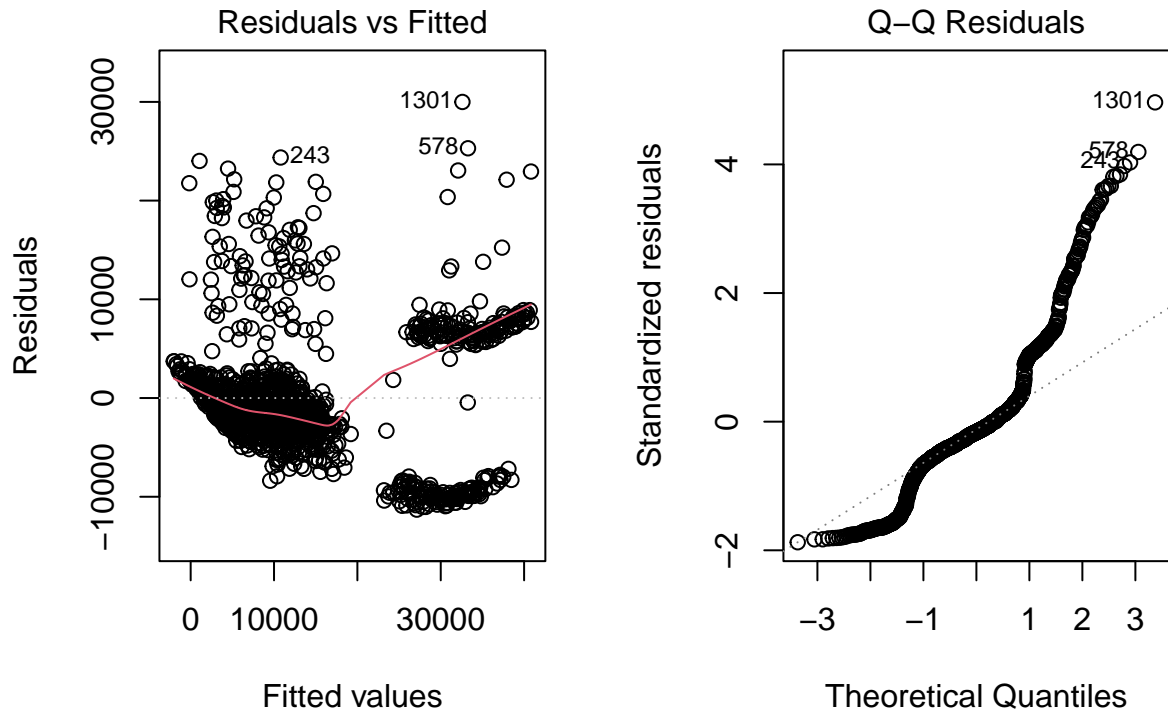 Residuals vs Fitted
Residuals
30000
10000
0
−10000
1301
578
243
0 10000 30000
Fitted values
Q−Q Residuals
Standardized residuals
4
2
0
−2
1301
578
243
−3 −1 1 2 3
Theoretical Quantiles